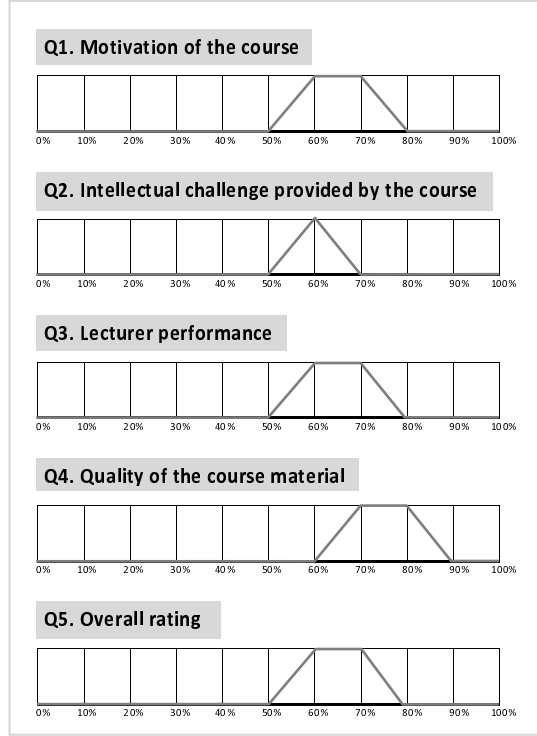 Q1. Motivation of the course
0% 10% 20% 30% 40% 50% 60% 70% 80% 90% 100%
Q2. Intellectual challenge provided by the course
0% 10% 20% 30% 40% 50% 60% 70% 80% 90% 100%
Q3. Lecturer performance
0% 10% 20% 30% 40% 50% 60% 70% 80% 90% 100%
Q4. Quality of the course material
0% 10% 20% 30% 40% 50% 60% 70% 80% 90% 100%
Q5. Overall rating
0% 10% 20% 30% 40% 50% 60% 70% 80% 90% 100%